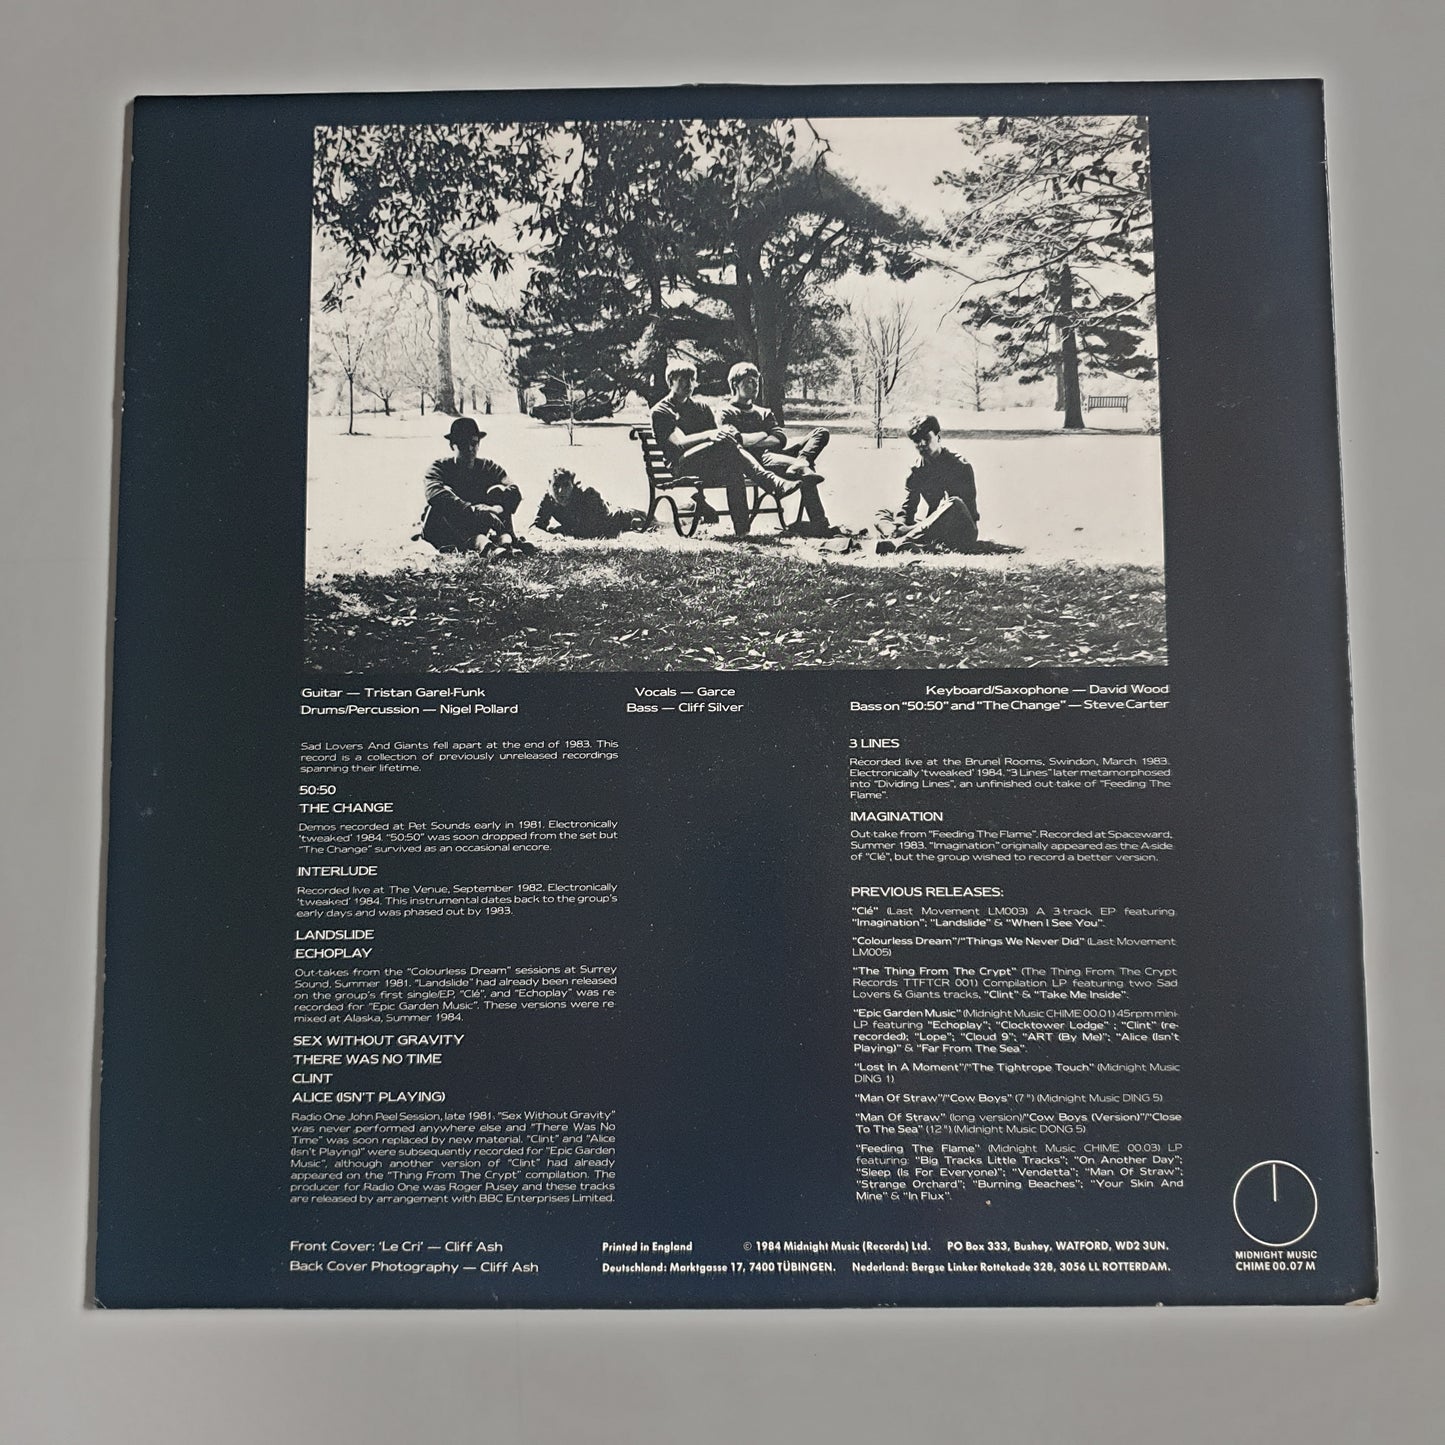 Guitar — Tristan Garel-Funk
Drums/Percussion — Nigel Pollard
Vocals — Garce
Bass — Cliff Silver
Keyboard/Saxophone — David Wood
Bass on "50:50" and "The Change" — Steve Carter
Sad Lovers And Giants fell apart at the end of 1983. This
record is a collection of previously unreleased recordings
spanning their lifetime.
50:50
THE CHANGE
Demos recorded at Pet Sounds early in 1981. Electronically
'tweaked' 1984. "50:50" was soon dropped from the set but
"The Change" survived as an occasional encore.
INTERLUDE
Recorded live at The Venue, September 1982. Electronically
'tweaked' 1984. This instrumental dates back to the group's
early days and was phased out by 1983.
LANDSLIDE
ECHOPLAY
Out-takes from the "Colourless Dream" sessions at Surrey
Sound, Summer 1981. "Landslide" had already been released
on the group's first single/EP, "Clé", and "Echoplay" was re-
recorded for "Epic Garden Music". These versions were re-
mixed at Alaska, Summer 1984.
SEX WITHOUT GRAVITY
THERE WAS NO TIME
CLINT
ALICE (ISN'T PLAYING)
Radio One John Peel Session, late 1981. "Sex Without Gravity"
was never performed anywhere else and "There Was No
Time" was soon replaced by new material. "Clint" and "Alice
(Isn't Playing)" were subsequently recorded for "Epic Garden
Music", although another version of "Clint" had already
appeared on the "Thing From The Crypt" compilation. The
producer for Radio One was Roger Pusey and these tracks
are released by arrangement with BBC Enterprises Limited.
3 LINES
Recorded live at the Brunel Rooms, Swindon, March 1983.
Electronically 'tweaked' 1984. "3 Lines" later metamorphosed
into "Dividing Lines", an unfinished out-take of "Feeding The
Flame".
IMAGINATION
Out-take from "Feeding The Flame". Recorded at Spaceward,
Summer 1983. "Imagination" originally appeared as the A-side
of "Clé", but the group wished to record a better version.
PREVIOUS RELEASES:
"Clé" (Last Movement LM003) A 3 track EP featuring
"Imagination"; "Landslide" & "When I See You".
"Colourless Dream"/"Things We Never Did" (Last Movement
LM005)
"The Thing From The Crypt" (The Thing From The Crypt
Records TTFTCR 001) Compilation LP featuring two Sad
Lovers & Giants tracks, "Clint" & "Take Me Inside".
"Epic Garden Music" (Midnight Music CHIME 00.01) 45rpm mini-
LP featuring "Echoplay"; "Clocktower Lodge" ; "Clint" (re-
recorded); "Lope"; "Cloud 9"; "ART (By Me)"; "Alice (Isn't
Playing)" & "Far From The Sea".
"Lost In A Moment"/"The Tightrope Touch" (Midnight Music
DING 1)
"Man Of Straw"/"Cow Boys" (7") (Midnight Music DING 5)
"Man Of Straw" (long version)/"Cow Boys (Version)"/"Close
To The Sea" (12") (Midnight Music DONG 5)
"Feeding The Flame" (Midnight Music CHIME 00.03) LP
featuring: "Big Tracks Little Tracks"; "On Another Day";
"Sleep (Is For Everyone)"; "Vendetta"; "Man Of Straw";
"Strange Orchard"; "Burning Beaches"; "Your Skin And
Mine" & "In Flux".
Front Cover: 'Le Cri' — Cliff Ash
Back Cover Photography — Cliff Ash
Printed in England © 1984 Midnight Music (Records) Ltd. PO Box 333, Bushey, WATFORD, WD2 3UN.
Deutschland: Marktgasse 17, 7400 TÜBINGEN. Nederland: Bergse Linker Rottekade 328, 3056 LL ROTTERDAM.
MIDNIGHT MUSIC
CHIME 00.07 M